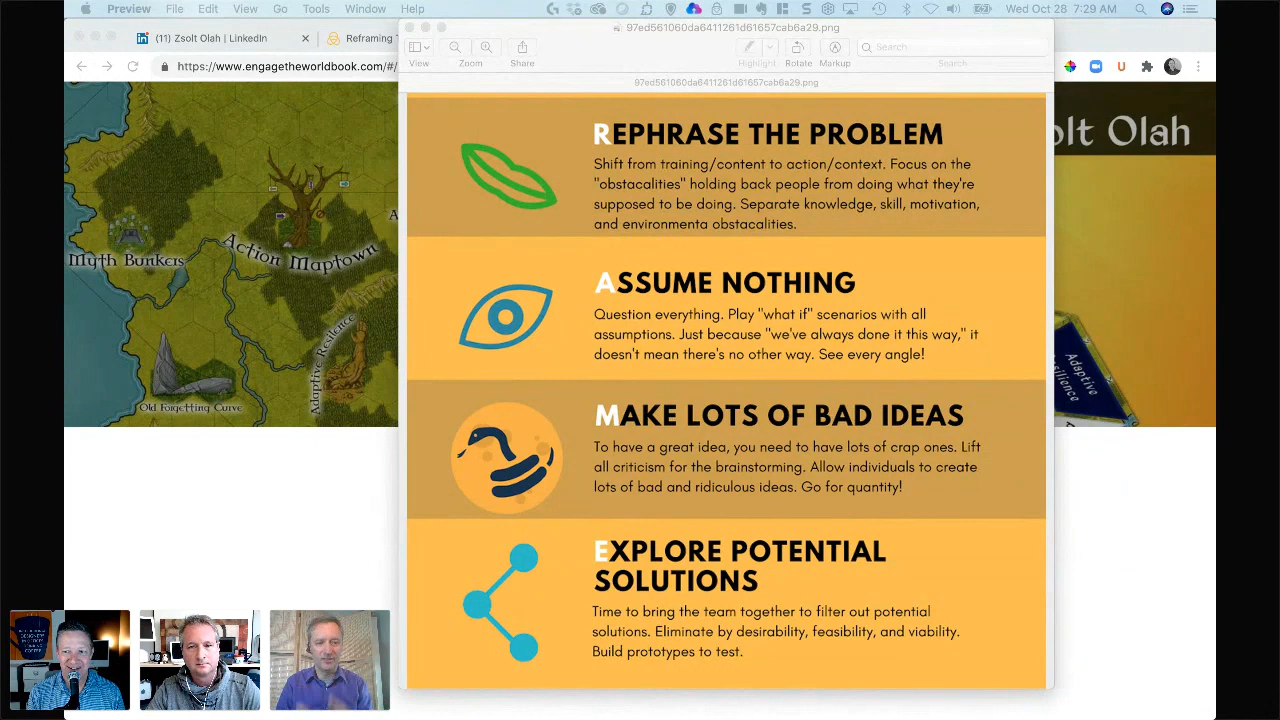 Preview File Edit View Go Tools Window Help
Wed Oct 28 7:29 AM
97ed561060da6411261d61657cab6a29.png
(11) Zsolt Olah | LinkedIn
Reframing
View Zoom Share Highlight Rotate Markup Search
Search
https://www.engagetheworldbook.com/#/
97ed561060da6411261d61657cab6a29.png
olt Olah
REPHRASE THE PROBLEM
Shift from training/content to action/context. Focus on the
"obstacalities" holding back people from doing what they're
supposed to be doing. Separate knowledge, skill, motivation,
and environmenta obstacalities.
ASSUME NOTHING
Question everything. Play "what if" scenarios with all
assumptions. Just because "we've always done it this way," it
doesn't mean there's no other way. See every angle!
MAKE LOTS OF BAD IDEAS
To have a great idea, you need to have lots of crap ones. Lift
all criticism for the brainstorming. Allow individuals to create
lots of bad and ridiculous ideas. Go for quantity!
EXPLORE POTENTIAL
SOLUTIONS
Time to bring the team together to filter out potential
solutions. Eliminate by desirability, feasibility, and viability.
Build prototypes to test.
Myth Bunkers
Action Maptown
Old Forgetting Curve
Adaptive Resilience
Adaptive